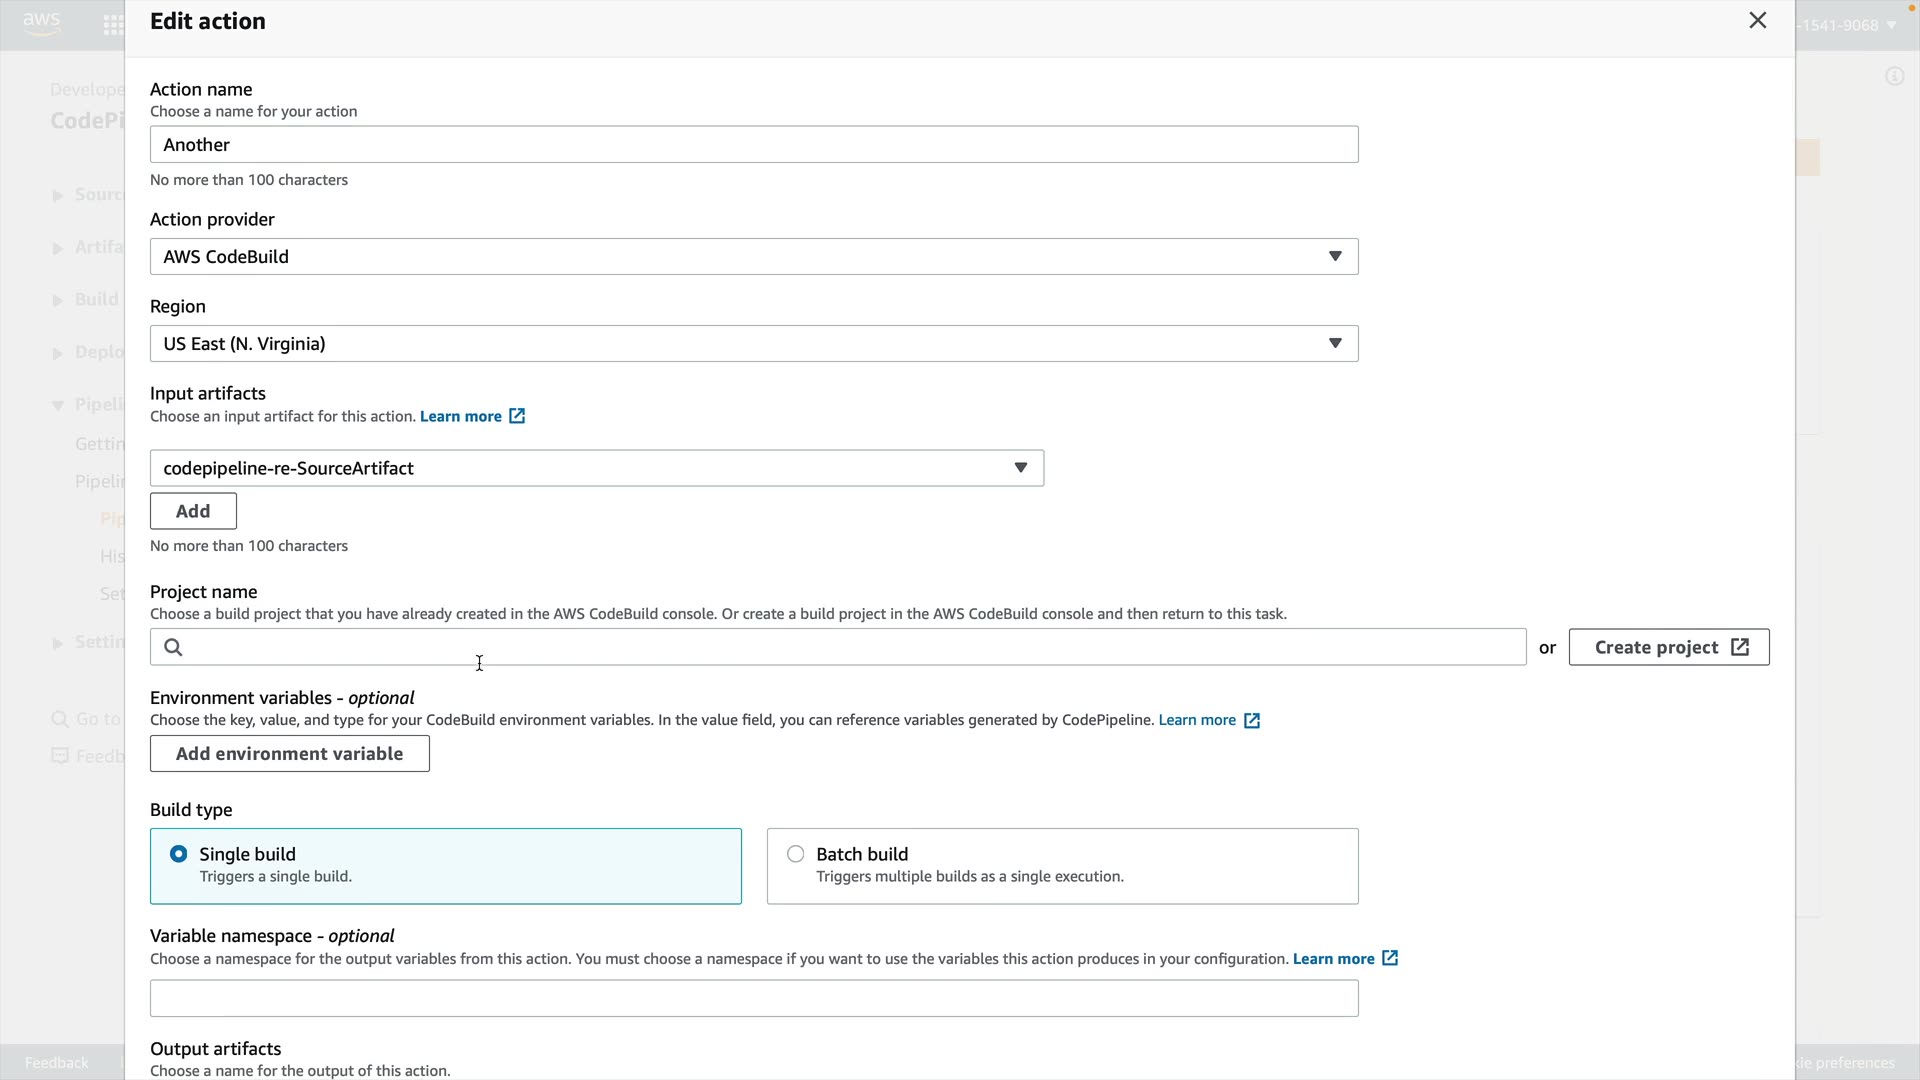 Edit action
aws
-1541-9068
Action name
Choose a name for your action
Another
No more than 100 characters
Action provider
AWS CodeBuild
Region
US East (N. Virginia)
Input artifacts
Choose an input artifact for this action. Learn more
codepipeline-re-SourceArtifact
Add
No more than 100 characters
Project name
Choose a build project that you have already created in the AWS CodeBuild console. Or create a build project in the AWS CodeBuild console and then return to this task.
or
Create project
Environment variables - optional
Choose the key, value, and type for your CodeBuild environment variables. In the value field, you can reference variables generated by CodePipeline. Learn more
Add environment variable
Build type
Single build
Triggers a single build.
Batch build
Triggers multiple builds as a single execution.
Variable namespace - optional
Choose a namespace for the output variables from this action. You must choose a namespace if you want to use the variables this action produces in your configuration. Learn more
Output artifacts
Choose a name for the output of this action.
Develope
CodePi
Sourc
Artifa
Build
Deplo
Pipeli
Gettin
Pipelin
Pip
His
Set
Settin
Go to
Feedb
Feedback
kie preferences